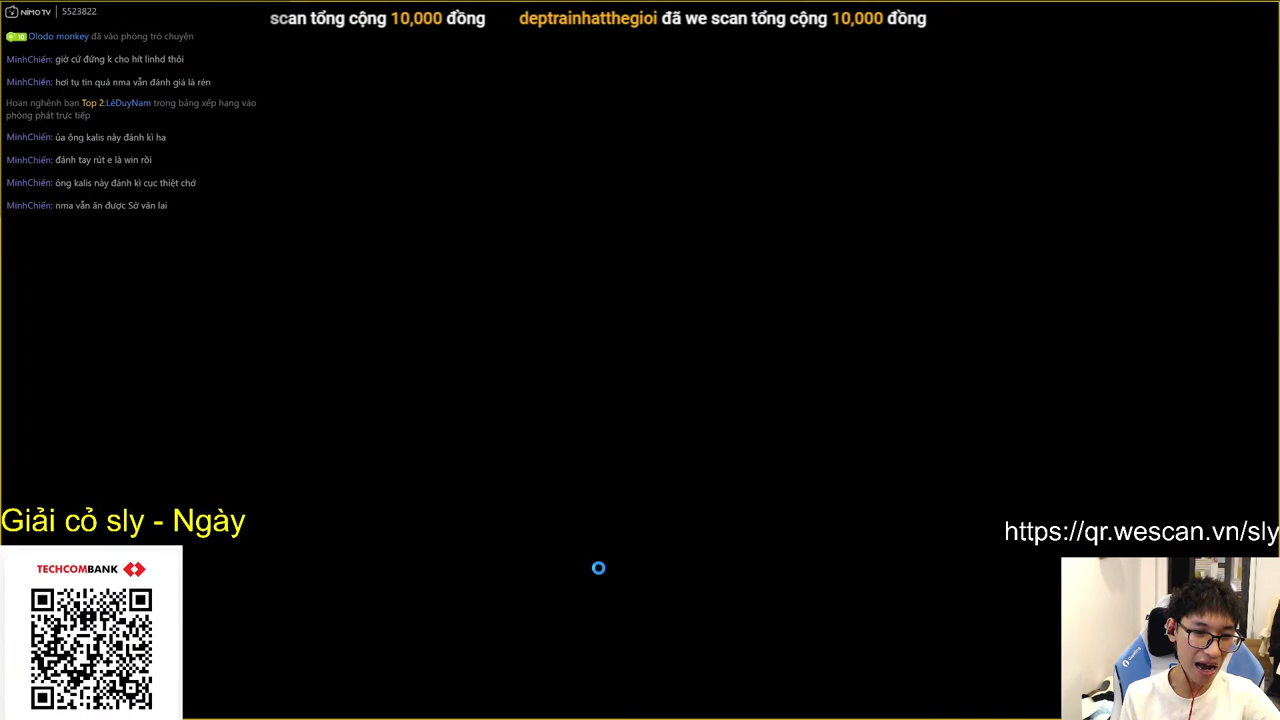 NIMO TV | 5523822
scan tổng cộng 10,000 đồng deptrainhatthegioi đã we scan tổng cộng 10,000 đồng
10 Olodo monkey đã vào phòng trò chuyện
MinhChiến: giờ cứ đứng k cho hít linhd thôi
MinhChiến: hơi tụ tin quá nma vẫn đánh giá là rén
Hoan nghênh bạn Top 2:LêDuyNam trong bảng xếp hạng vào
phòng phát trực tiếp
MinhChiến: ủa ông kalis này đánh kì ha
MinhChiến: đánh tay rút e là win rồi
MinhChiến: ông kalis này đánh kì cục thiệt chớ
MinhChiến: nma vẫn ăn được Sờ văn lai
Giải cỏ sly - Ngày
https://qr.wescan.vn/sly
TECHCOMBANK